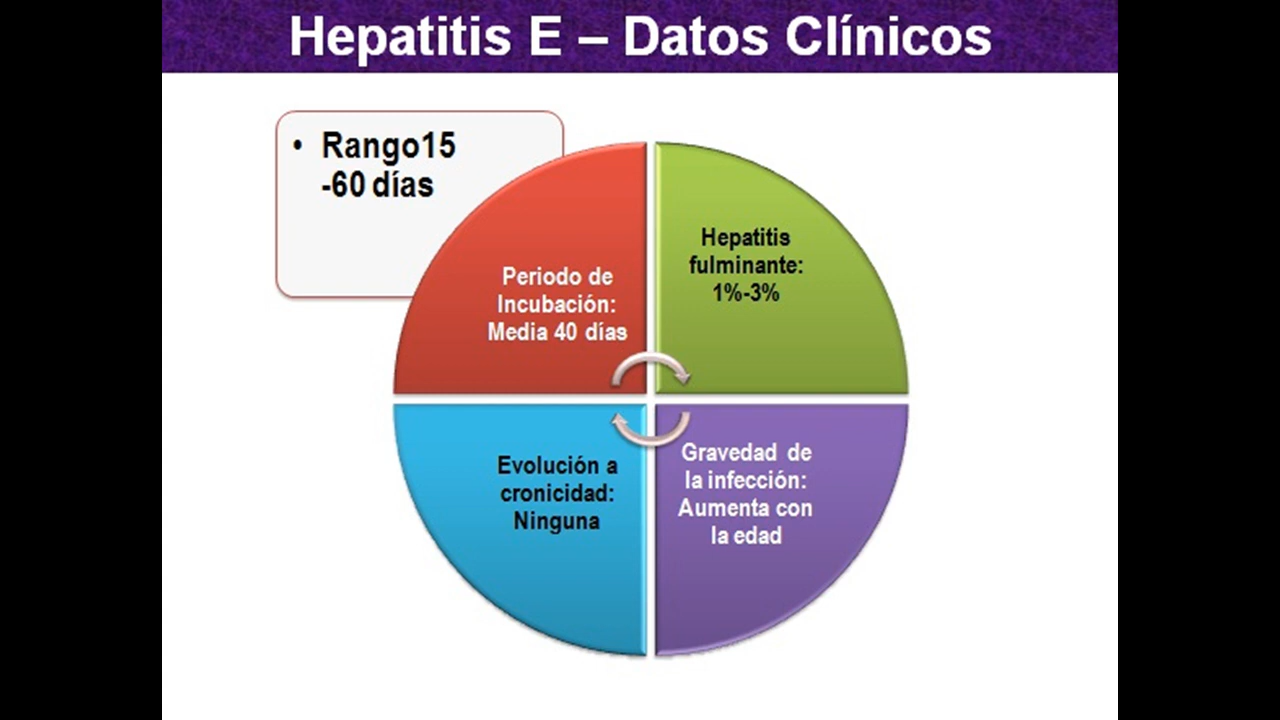 Hepatitis E – Datos Clínicos
• Rango15
-60 días
Periodo de
Incubación:
Media 40 días
Hepatitis
fulminante:
1%-3%
Evolución a
cronicidad:
Ninguna
Gravedad de
la infección:
Aumenta con
la edad